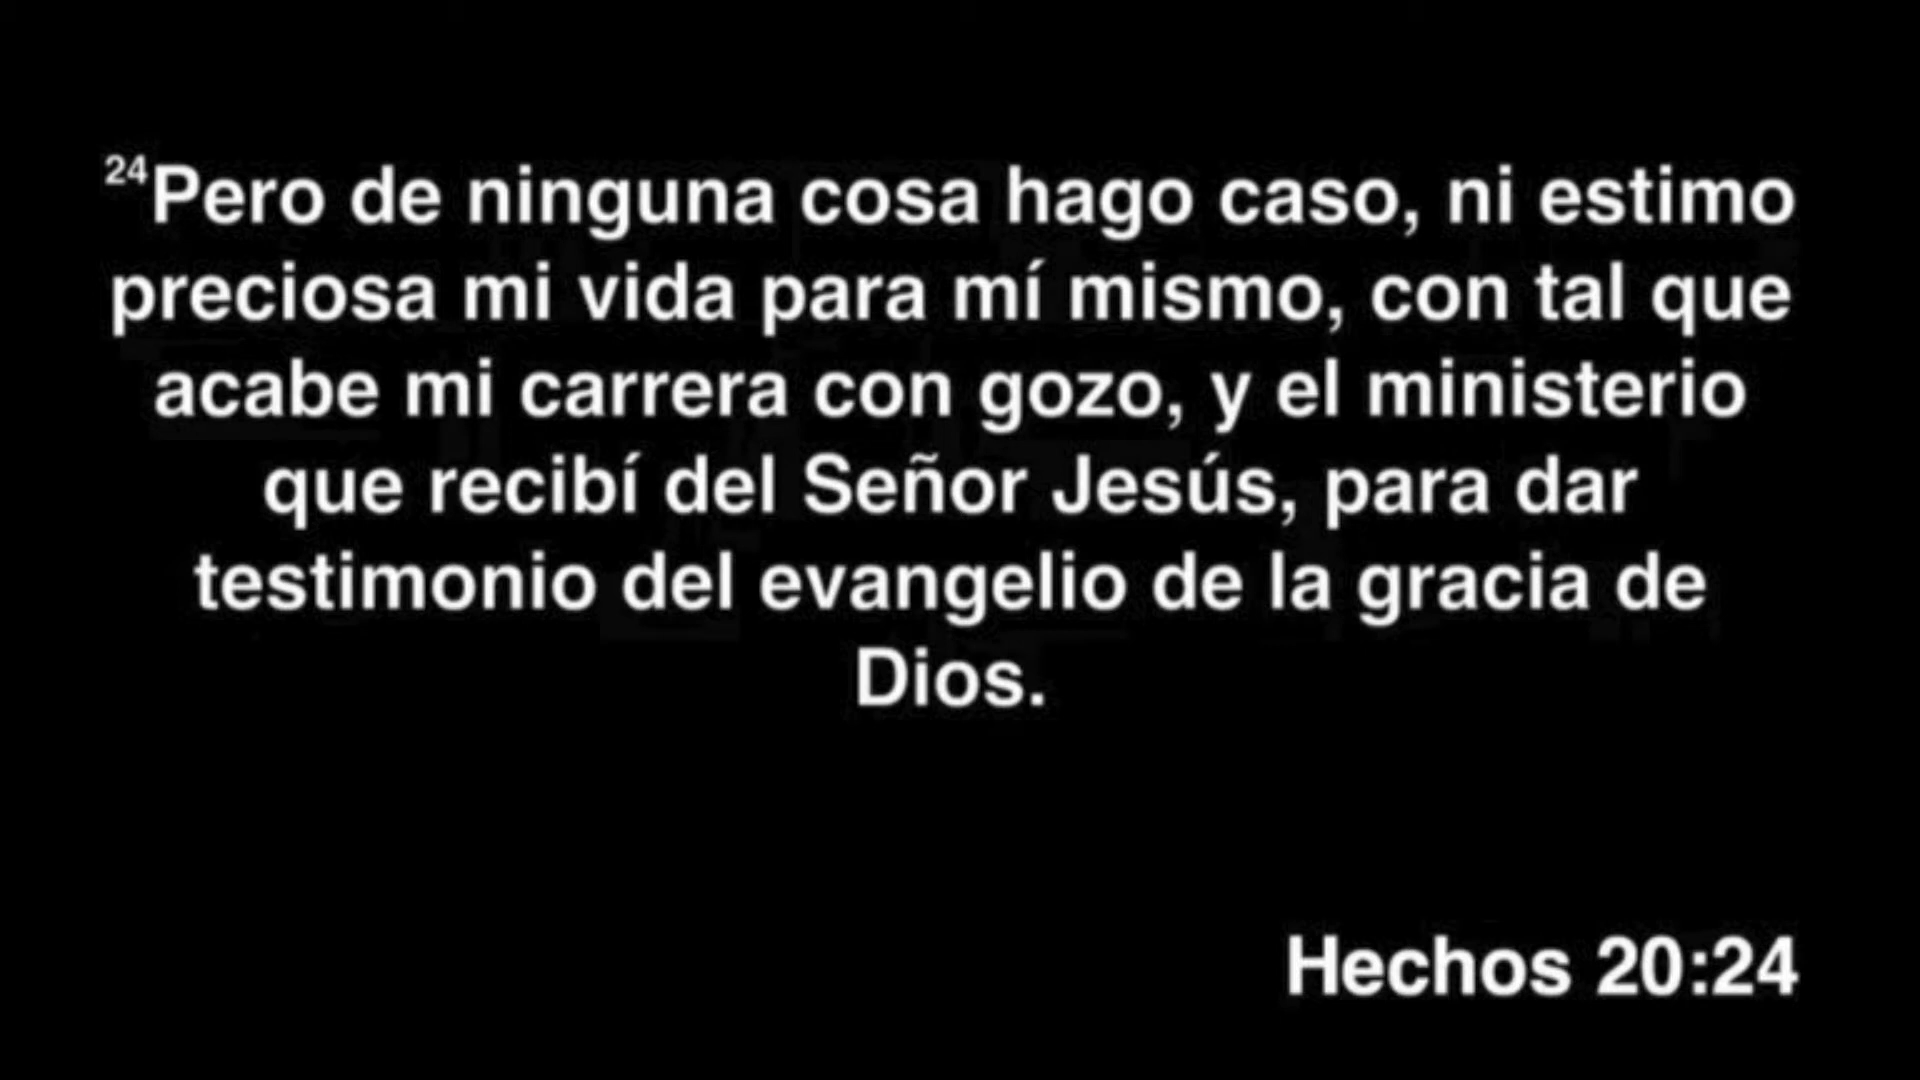 24Pero de ninguna cosa hago caso, ni estimo
preciosa mi vida para mí mismo, con tal que
acabe mi carrera con gozo, y el ministerio
que recibí del Señor Jesús, para dar
testimonio del evangelio de la gracia de
Dios.
Hechos 20:24